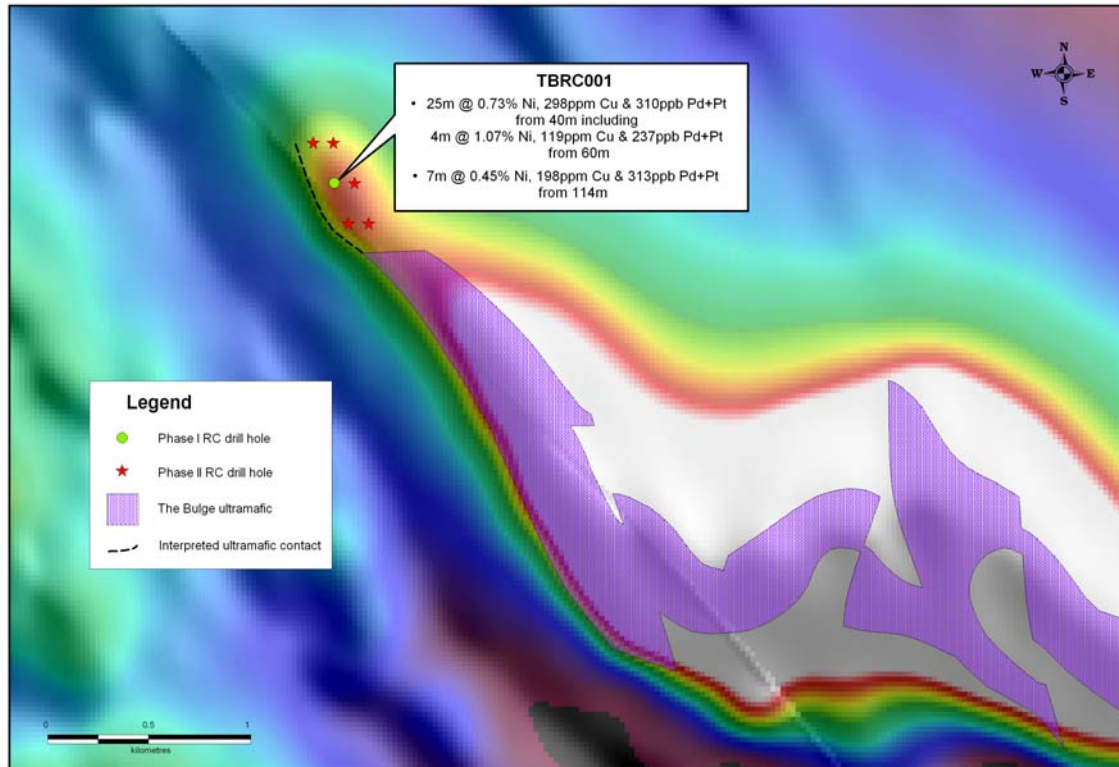 TBRC001
• 25m @ 0.73% Ni, 298ppm Cu & 310ppb Pd+Pt
from 40m including
4m @ 1.07% Ni, 119ppm Cu & 237ppb Pd+Pt
from 60m
• 7m @ 0.45% Ni, 198ppm Cu & 313ppb Pd+Pt
from 114m
N
W E
S
Legend
Phase I RC drill hole
Phase II RC drill hole
The Bulge ultramafic
Interpreted ultramafic contact
0 0.5 1
kilometres